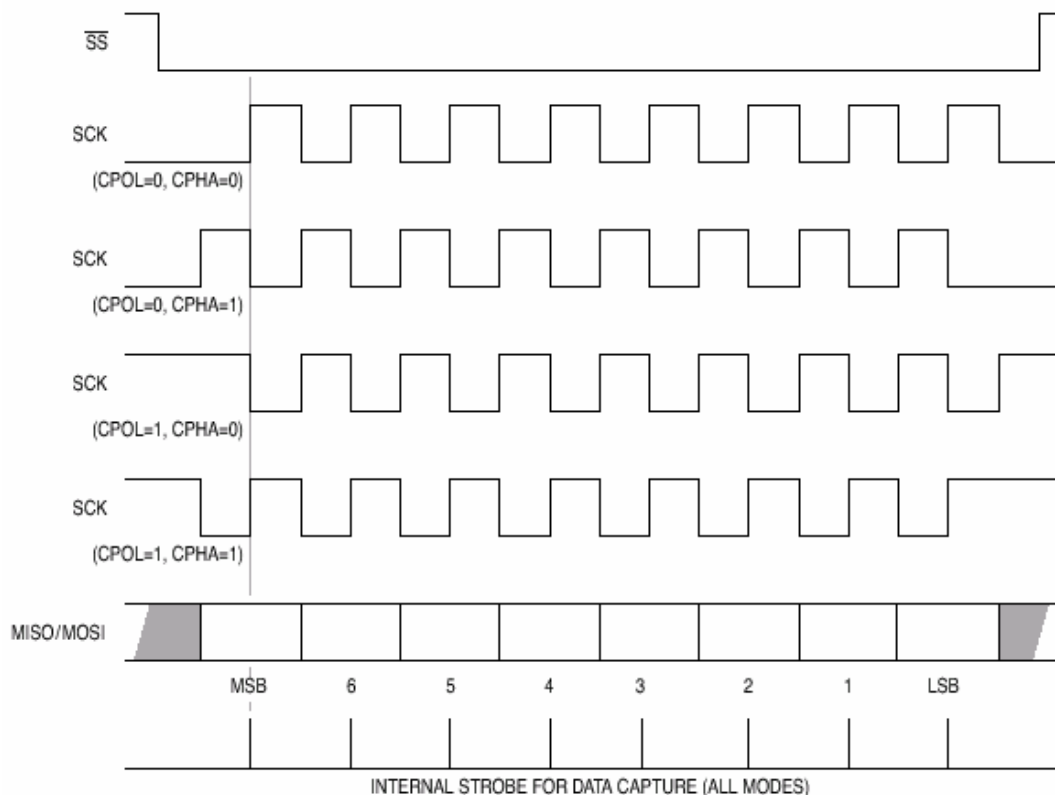 SS
SCK
(CPOL=0, CPHA=0)
SCK
(CPOL=0, CPHA=1)
SCK
(CPOL=1, CPHA=0)
SCK
(CPOL=1, CPHA=1)
MISO/MOSI
MSB 6 5 4 3 2 1 LSB
INTERNAL STROBE FOR DATA CAPTURE (ALL MODES)